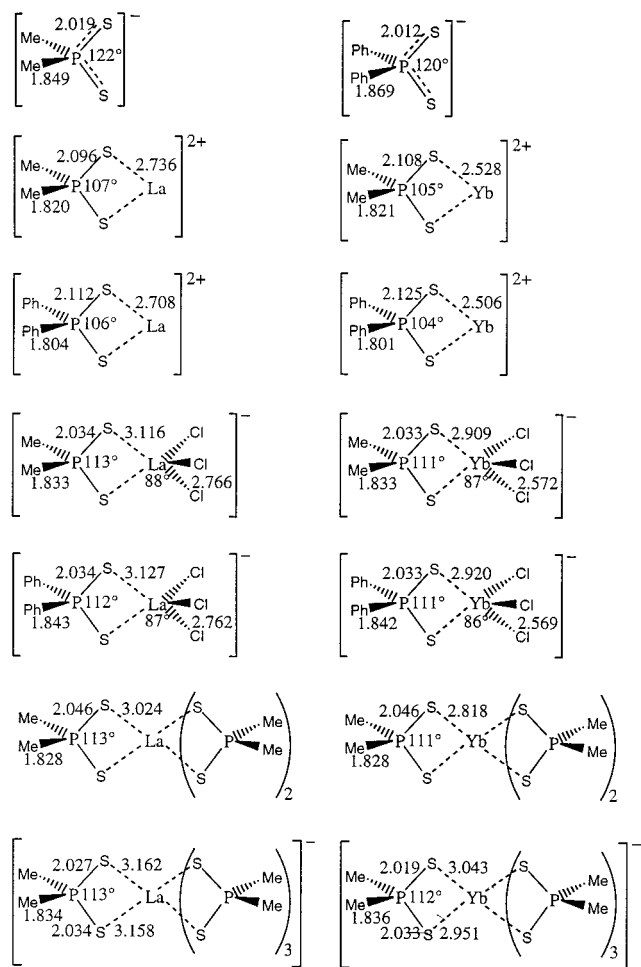 2.019 S −
Me
Me P 122°
1.849
S
2.012 S −
Ph
Ph P 120°
1.869
S
2+
2.096 S 2.736
Me
Me P 107° La
1.820
S
2+
2.108 S 2.528
Me
Me P 105° Yb
1.821
S
2+
2.112 S 2.708
Ph
Ph P 106° La
1.804
S
2+
2.125 S 2.506
Ph
Ph P 104° Yb
1.801
S
−
2.034 S 3.116 Cl
Me
Me P 113° La Cl
1.833 88° 2.766
S Cl
−
2.033 S 2.909 Cl
Me
Me P 111° Yb Cl
1.833 87° 2.572
S Cl
−
2.034 S 3.127 Cl
Ph
Ph P 112° La Cl
1.843 87° 2.762
S Cl
−
2.033 S 2.920 Cl
Ph
Ph P 111° Yb Cl
1.842 86° 2.569
S Cl
2.046 S 3.024 S
Me Me
Me P 113° La P Me
1.828
S S
2
2.046 S 2.818 S
Me Me
Me P 111° Yb P Me
1.828
S S
2
−
2.027 S 3.162 S
Me Me
Me P 113° La P Me
1.834
2.034 S 3.158 S
3
−
2.019 S 3.043 S
Me Me
Me P 112° Yb P Me
1.836
2.033 S 2.951 S
3